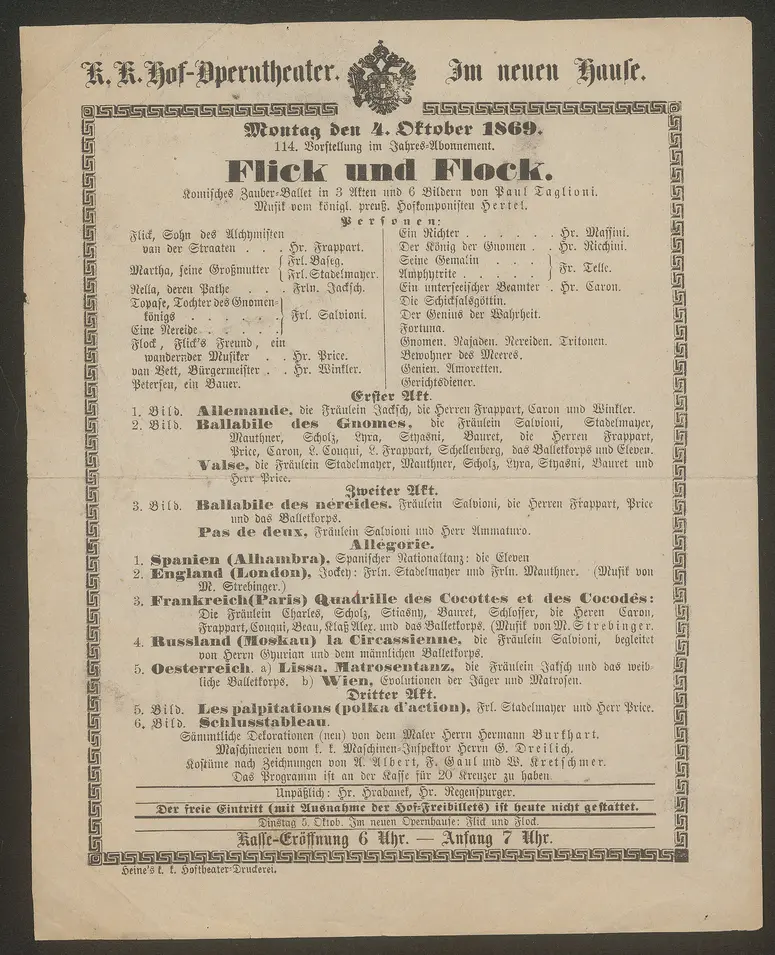 K. K. Hof-Operntheater. Im neuen Hause.
Montag den 4. Oktober 1869.
114. Vorstellung im Jahres-Abonnement.
Flick und Flock.
Komisches Zauber-Ballet in 3 Akten und 6 Bildern von Paul Taglioni.
Musik vom königl. preuß. Hofkomponisten Hertel.
Personen:
Flick, Sohn des Alchymisten
van der Straaten . . . Hr. Frappart.
Martha, seine Großmutter { Frl. Baseg.
Frl. Stadelmayer.
Nella, deren Pathe . . . Frln. Jacksch.
Topase, Tochter des Gnomen-
königs . . . . . .
Eine Nereide . . . . . } Frl. Salvioni.
Flock, Flick's Freund, ein
wandernder Musiker . . Hr. Price.
van Bett, Bürgermeister . . Hr. Winkler.
Petersen, ein Bauer.
Ein Richter . . . . . . Hr. Massini.
Der König der Gnomen . . Hr. Ricchini.
Seine Gemalin . . . .
Amphytrite . . . . . } Fr. Telle.
Ein unterseeischer Beamter . Hr. Caron.
Die Schicksalsgöttin.
Der Genius der Wahrheit.
Fortuna.
Gnomen. Najaden. Nereiden. Tritonen.
Bewohner des Meeres.
Genien. Amoretten.
Gerichtsdiener.
Erster Akt.
1. Bild. Allemande, die Fräulein Jacksch, die Herren Frappart, Caron und Winkler.
2. Bild. Ballabile des Gnomes, die Fräulein Salvioni, Stadelmayer,
Mauthner, Scholz, Lyra, Styasni, Bauret, die Herren Frappart,
Price, Caron, L. Couqui, L. Frappart, Schellenberg, das Balletkorps und Eleven.
Valse, die Fräulein Stadelmayer, Mauthner, Scholz, Lyra, Styasni, Bauret und
Herr Price.
Zweiter Akt.
3. Bild. Ballabile des néreides. Fräulein Salvioni, die Herren Frappart, Price
und das Balletkorps.
Pas de deux, Fräulein Salvioni und Herr Ammaturo.
Allégorie.
1. Spanien (Alhambra), Spanischer Nationaltanz: die Eleven
2. England (London), Jockey: Frln. Stadelmayer und Frln. Mauthner. (Musik von
M. Strebinger.)
3. Frankreich (Paris) Quadrille des Cocottes et des Cocodés:
Die Fräulein Charles, Scholz, Stiasny, Bauret, Schlosser, die Heren Caron,
Frappart, Couqui, Beau, Klaß Alex. und das Balletkorps. (Musik von M. Strebinger.
4. Russland (Moskau) la Circassienne, die Fräulein Salvioni, begleitet
von Herrn Gyurian und dem männlichen Balletkorps.
5. Oesterreich, a) Lissa, Matrosentanz, die Fräulein Jaksch und das weib-
liche Balletkorps. b) Wien, Evolutionen der Jäger und Matrosen.
Dritter Akt.
5. Bild. Les palpitations (polka d'action), Frl. Stadelmayer und Herr Price.
6. Bild. Schlusstableau.
Sämmtliche Dekorationen (neu) von dem Maler Herrn Hermann Burkhart.
Maschinerien vom k. k. Maschinen-Inspektor Herrn G. Dreilich.
Kostüme nach Zeichnungen von A. Albert, F. Gaul und W. Kretschmer.
Das Programm ist an der Kasse für 20 Kreuzer zu haben.
Unpäßlich: Hr. Hrabanek, Hr. Regenspurger.
Der freie Eintritt (mit Ausnahme der Hof-Freibillets) ist heute nicht gestattet.
Dinstag 5. Oktob. Im neuen Opernhause: Flick und Flock.
Kasse-Eröffnung 6 Uhr. — Anfang 7 Uhr.
Heine's k. k. Hoftheater-Druckerei.